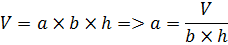 V = a × b × h => a = V / (b × h)